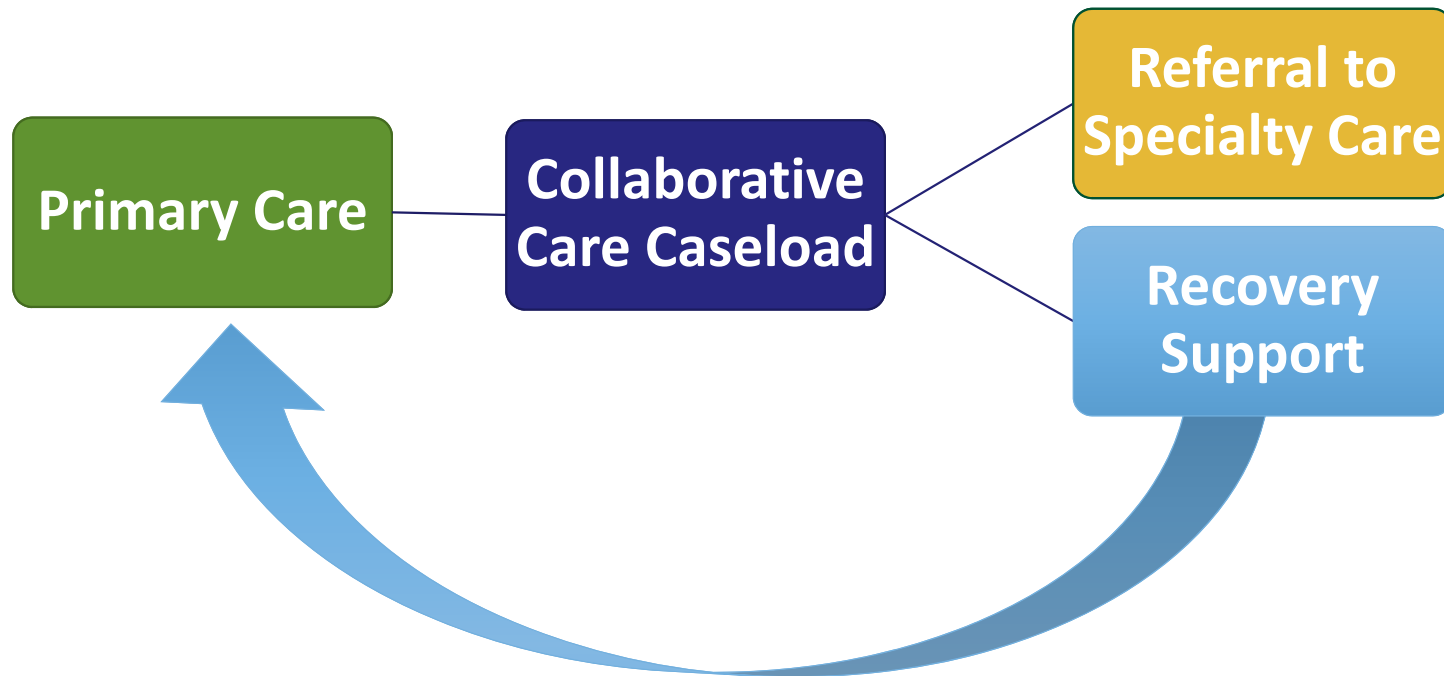 Primary Care
Collaborative
Care Caseload
Referral to
Specialty Care
Recovery
Support